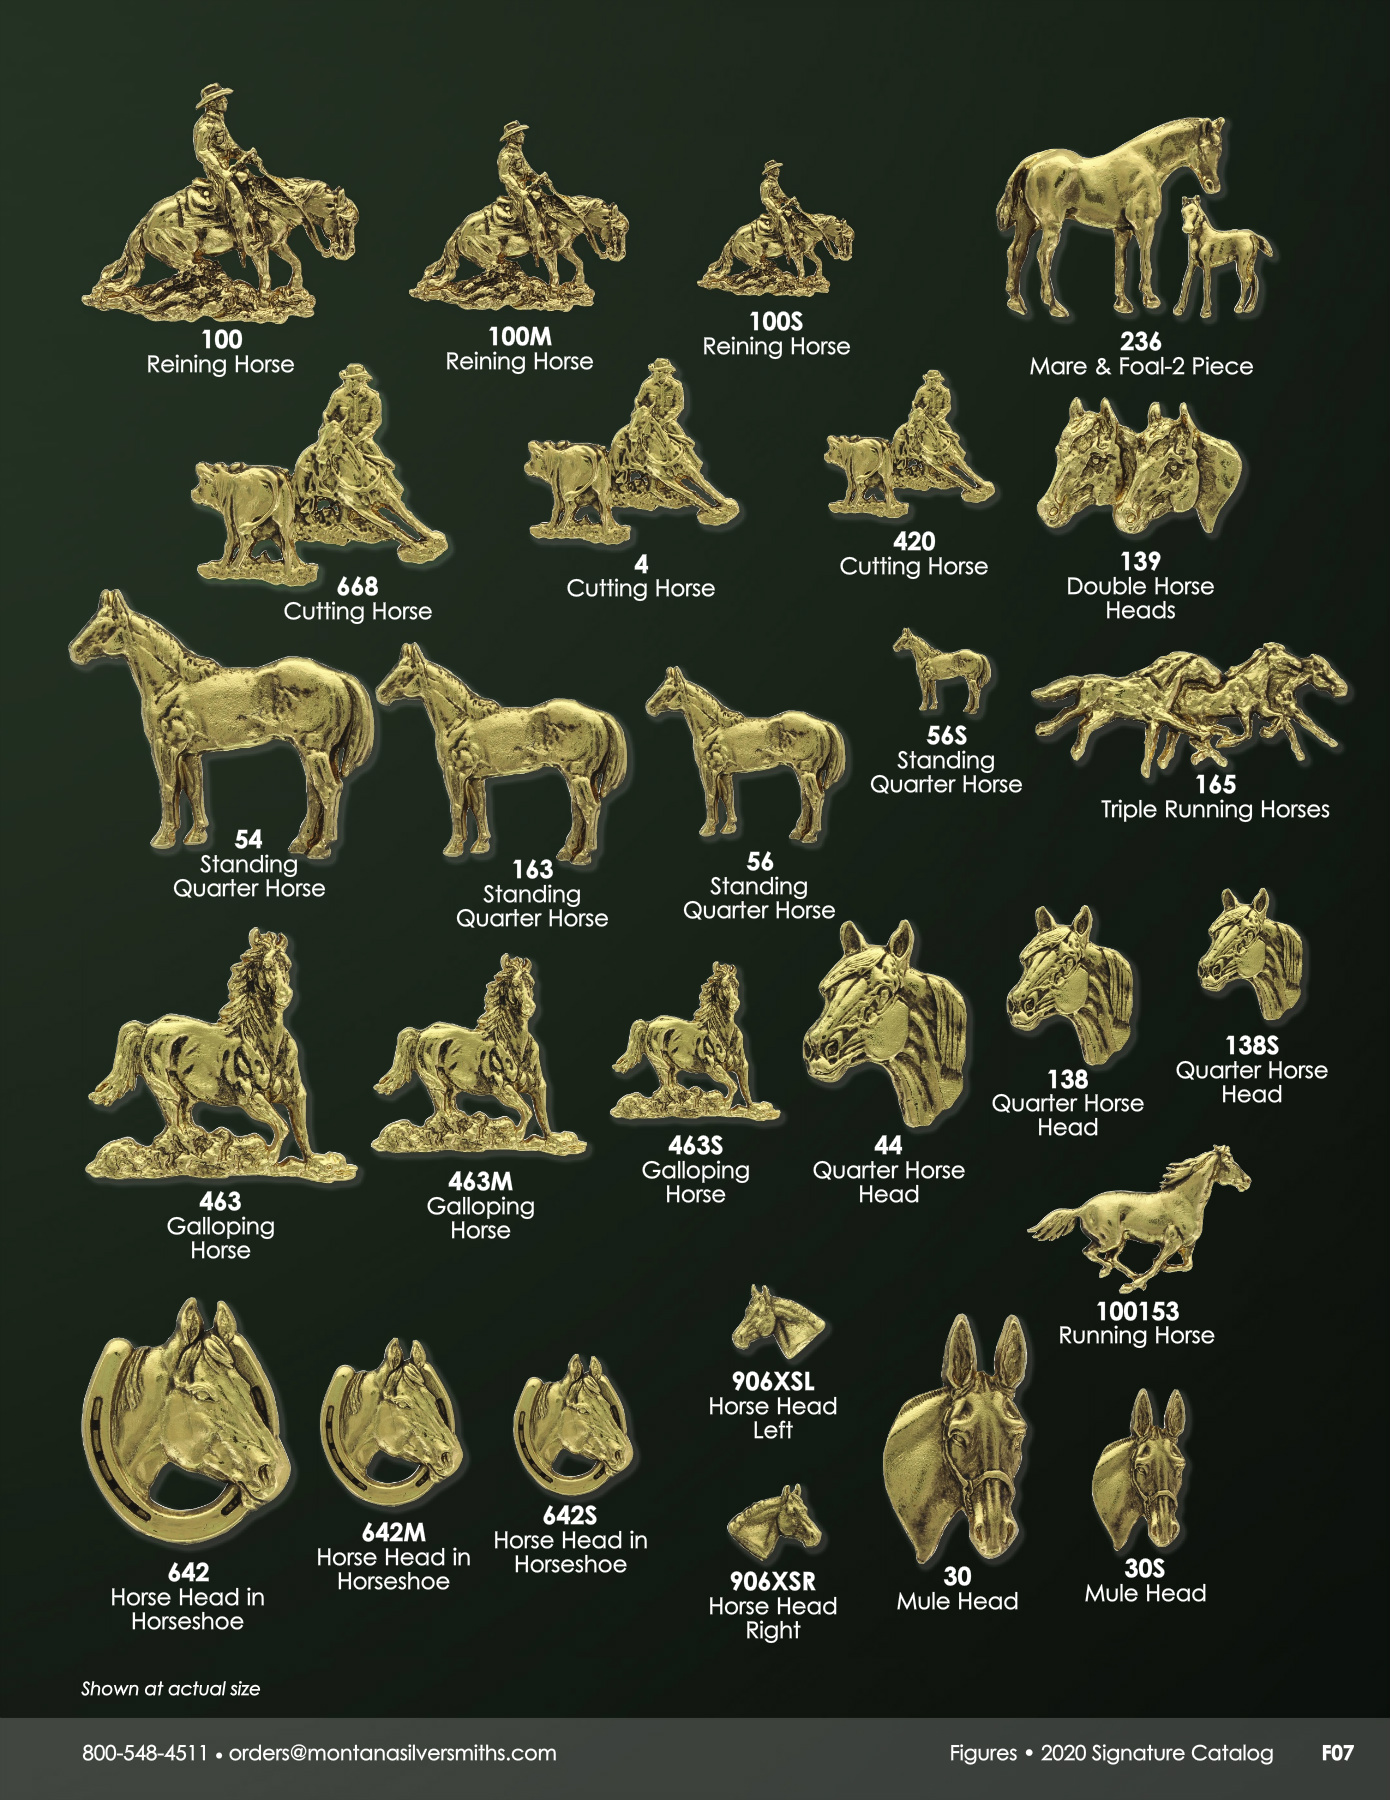 100
Reining Horse
100M
Reining Horse
100S
Reining Horse
236
Mare & Foal-2 Piece
668
Cutting Horse
4
Cutting Horse
420
Cutting Horse
139
Double Horse
Heads
54
Standing
Quarter Horse
163
Standing
Quarter Horse
56
Standing
Quarter Horse
56S
Standing
Quarter Horse
165
Triple Running Horses
463
Galloping
Horse
463M
Galloping
Horse
463S
Galloping
Horse
44
Quarter Horse
Head
138
Quarter Horse
Head
138S
Quarter Horse
Head
100153
Running Horse
642
Horse Head in
Horseshoe
642M
Horse Head in
Horseshoe
642S
Horse Head in
Horseshoe
906XSL
Horse Head
Left
906XSR
Horse Head
Right
30
Mule Head
30S
Mule Head
Shown at actual size
800-548-4511 • orders@montanasilversmiths.com
Figures • 2020 Signature Catalog F07